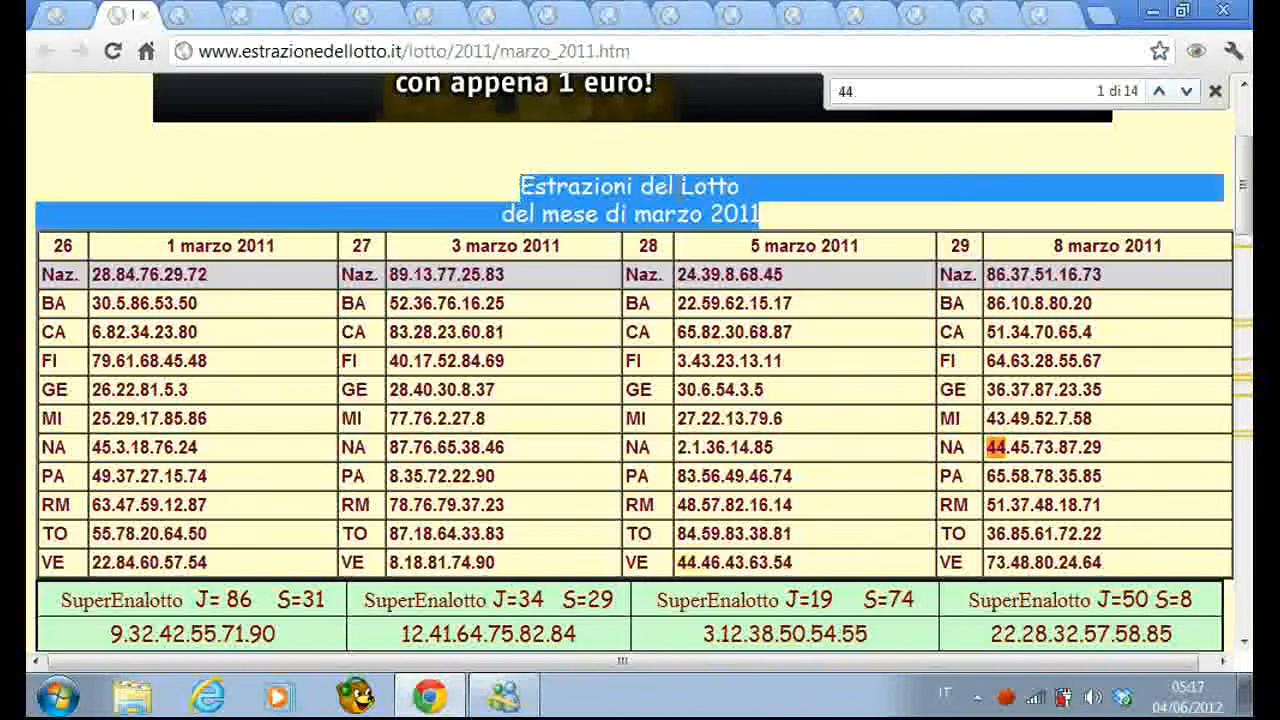 www.estrazionedellotto.it/lotto/2011/marzo_2011.htm
con appena 1 euro!
44 1 di 14
Estrazioni del Lotto
del mese di marzo 2011
26 1 marzo 2011 27 3 marzo 2011 28 5 marzo 2011 29 8 marzo 2011
Naz. 28.84.76.29.72 Naz. 89.13.77.25.83 Naz. 24.39.8.68.45 Naz. 86.37.51.16.73
BA 30.5.86.53.50 BA 52.36.76.16.25 BA 22.59.62.15.17 BA 86.10.8.80.20
CA 6.82.34.23.80 CA 83.28.23.60.81 CA 65.82.30.68.87 CA 51.34.70.65.4
FI 79.61.68.45.48 FI 40.17.52.84.69 FI 3.43.23.13.11 FI 64.63.28.55.67
GE 26.22.81.5.3 GE 28.40.30.8.37 GE 30.6.54.3.5 GE 36.37.87.23.35
MI 25.29.17.85.86 MI 77.76.2.27.8 MI 27.22.13.79.6 MI 43.49.52.7.58
NA 45.3.18.76.24 NA 87.76.65.38.46 NA 2.1.36.14.85 NA 44.45.73.87.29
PA 49.37.27.15.74 PA 8.35.72.22.90 PA 83.56.49.46.74 PA 65.58.78.35.85
RM 63.47.59.12.87 RM 78.76.79.37.23 RM 48.57.82.16.14 RM 51.37.48.18.71
TO 55.78.20.64.50 TO 87.18.64.33.83 TO 84.59.83.38.81 TO 36.85.61.72.22
VE 22.84.60.57.54 VE 8.18.81.74.90 VE 44.46.43.63.54 VE 73.48.80.24.64
SuperEnalotto J= 86 S=31 SuperEnalotto J=34 S=29 SuperEnalotto J=19 S=74 SuperEnalotto J=50 S=8
9.32.42.55.71.90 12.41.64.75.82.84 3.12.38.50.54.55 22.28.32.57.58.85
IT 05:17
04/06/2012